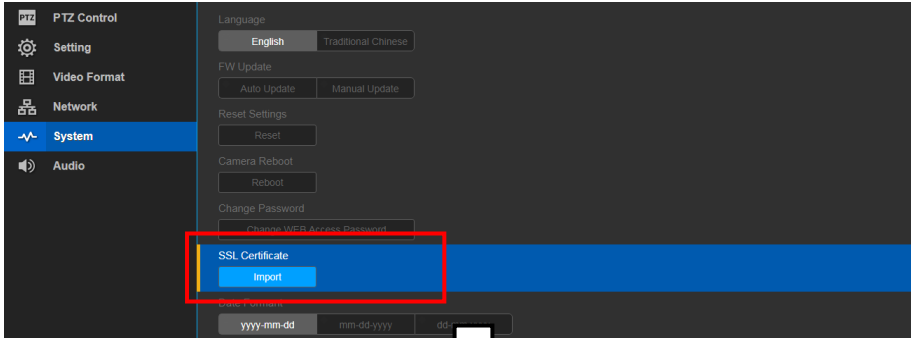 PTZ PTZ Control
Setting
Video Format
Network
System
Audio
Language
English Traditional Chinese
FW Update
Auto Update Manual Update
Reset Settings
Reset
Camera Reboot
Reboot
Change Password
Change WEB Access Password
SSL Certificate
Import
Date Formant
yyyy-mm-dd mm-dd-yyyy